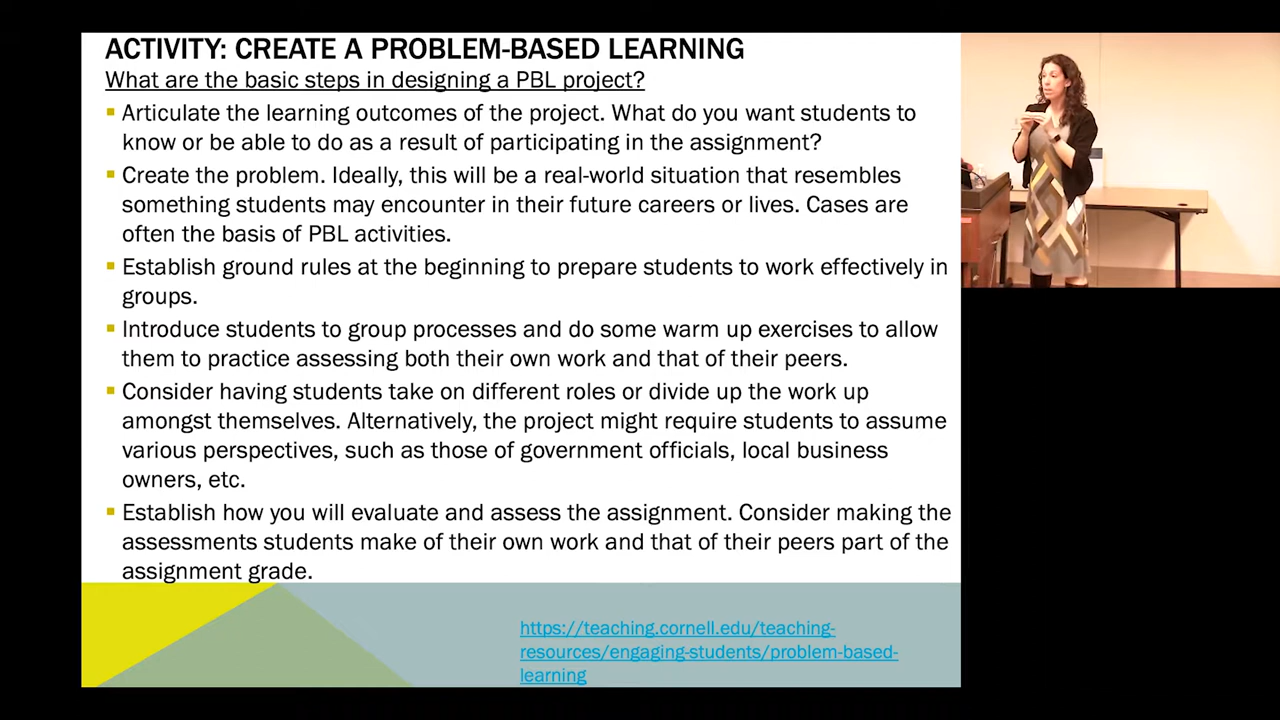 ACTIVITY: CREATE A PROBLEM-BASED LEARNING
What are the basic steps in designing a PBL project?
Articulate the learning outcomes of the project. What do you want students to
know or be able to do as a result of participating in the assignment?
Create the problem. Ideally, this will be a real-world situation that resembles
something students may encounter in their future careers or lives. Cases are
often the basis of PBL activities.
Establish ground rules at the beginning to prepare students to work effectively in
groups.
Introduce students to group processes and do some warm up exercises to allow
them to practice assessing both their own work and that of their peers.
Consider having students take on different roles or divide up the work up
amongst themselves. Alternatively, the project might require students to assume
various perspectives, such as those of government officials, local business
owners, etc.
Establish how you will evaluate and assess the assignment. Consider making the
assessments students make of their own work and that of their peers part of the
assignment grade.
https://teaching.cornell.edu/teaching-
resources/engaging-students/problem-based-
learning